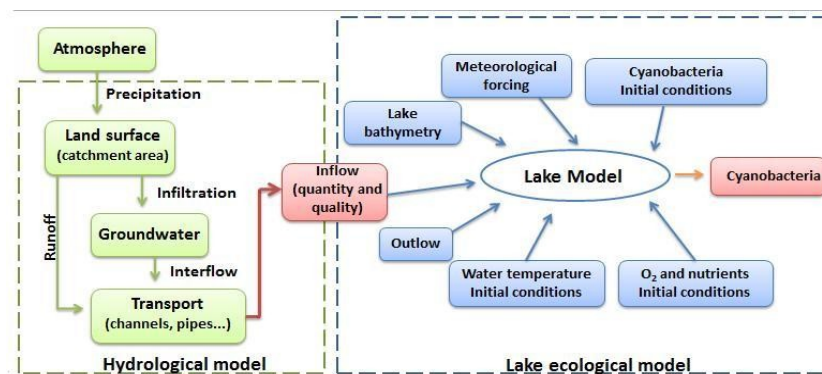 Atmosphere
Precipitation
Land surface
(catchment area)
Infiltration
Runoff
Groundwater
Interflow
Transport
(channels, pipes...)
Hydrological model
Inflow
(quantity and
quality)
Lake
bathymetry
Meteorological
forcing
Cyanobacteria
Initial conditions
Lake Model
Cyanobacteria
Outlow
Water temperature
Initial conditions
O₂ and nutrients
Initial conditions
Lake ecological model